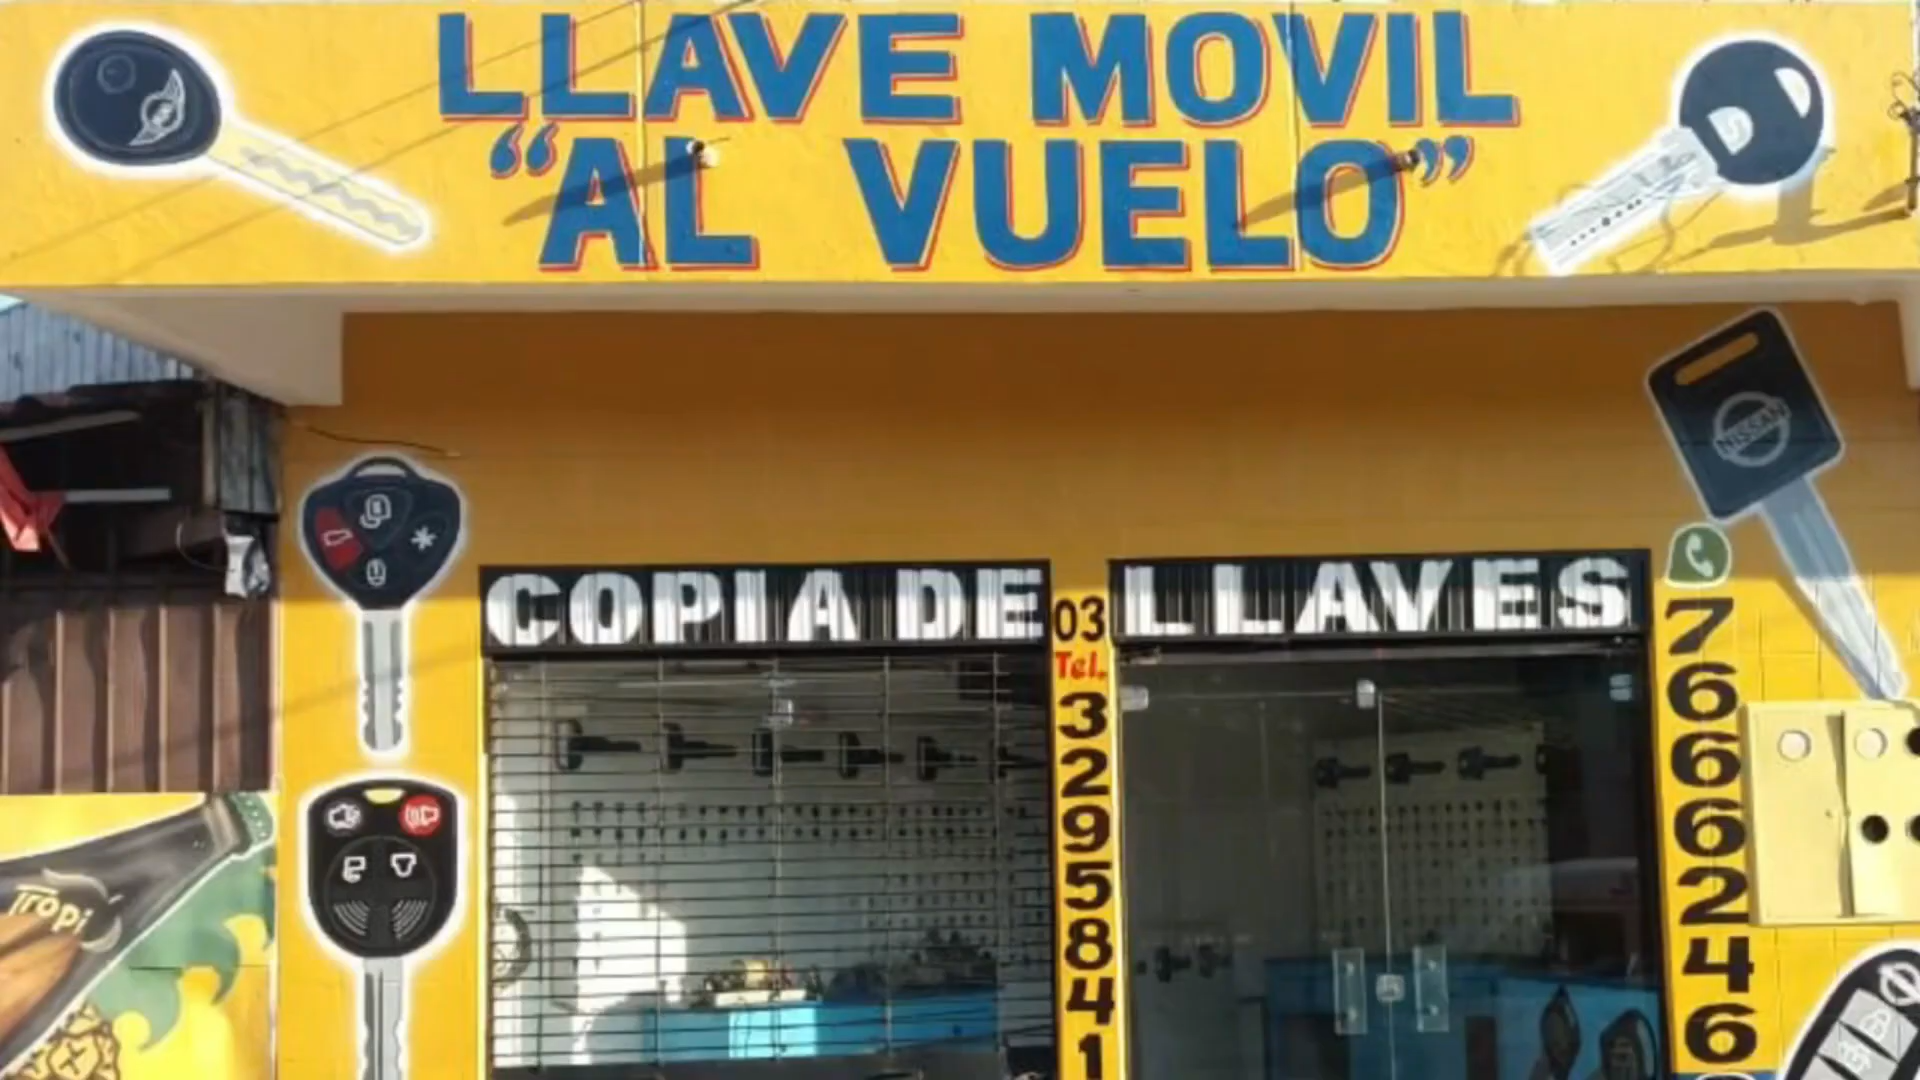 LLAVE MOVIL
“AL VUELO”
NISSAN
COPIA DE LLAVES
03
Tel.
3295841
7666246
Tropi